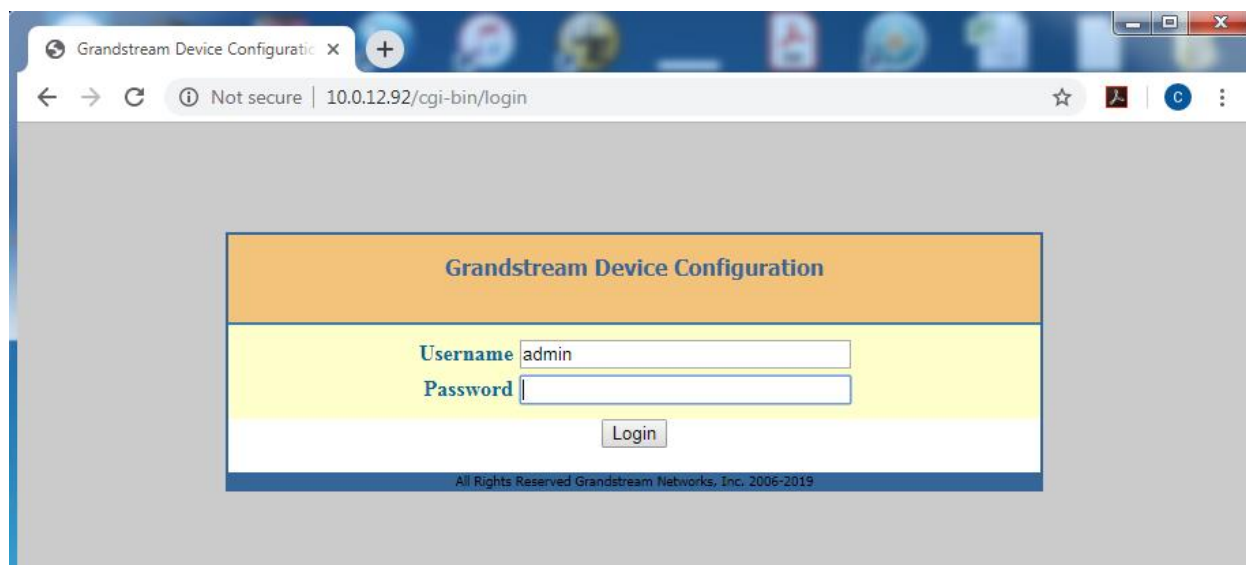 Grandstream Device Configuratic
Not secure | 10.0.12.92/cgi-bin/login
C
Grandstream Device Configuration
Username admin
Password
Login
All Rights Reserved Grandstream Networks, Inc. 2006-2019